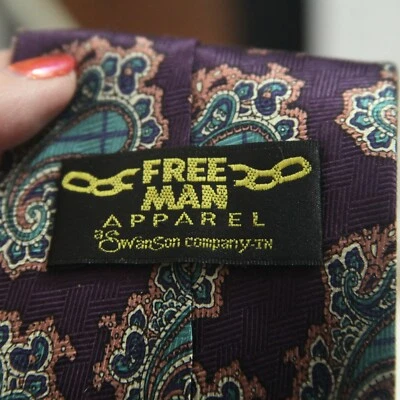 FREE
MAN
APPAREL
a Swanson company-TN